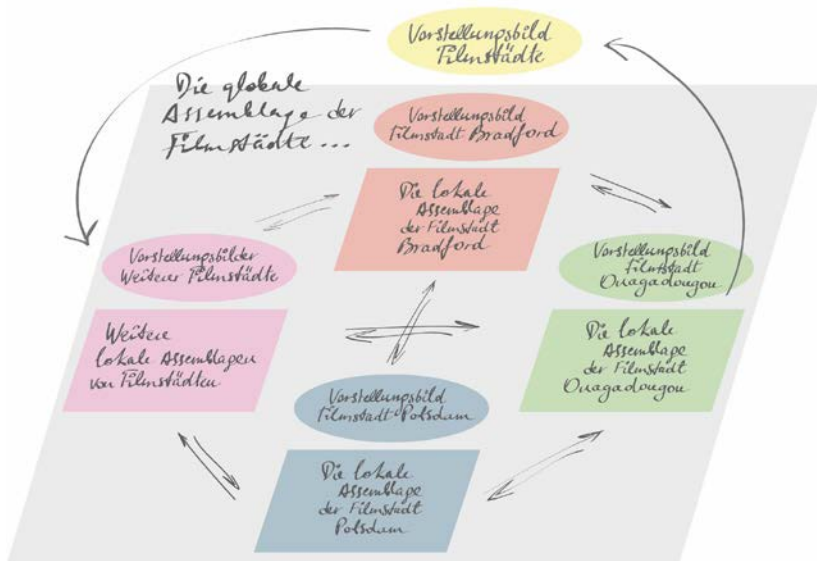 Vorstellungsbild
Filmstädte
Die globale
Assemblage der
Filmstädte...
Vorstellungsbild
Filmstadt Bradford
Die lokale
Assemblage
der Filmstadt
Bradford
Vorstellungsbilder
Weiterer Filmstädte
Weitere
lokale Assemblagen
von Filmstädten
Vorstellungsbild
Filmstadt
Ouagadougou
Die lokale
Assemblage
der Filmstadt
Ouagadougou
Vorstellungsbild
Filmstadt Potsdam
Die lokale
Assemblage
der Filmstadt
Potsdam